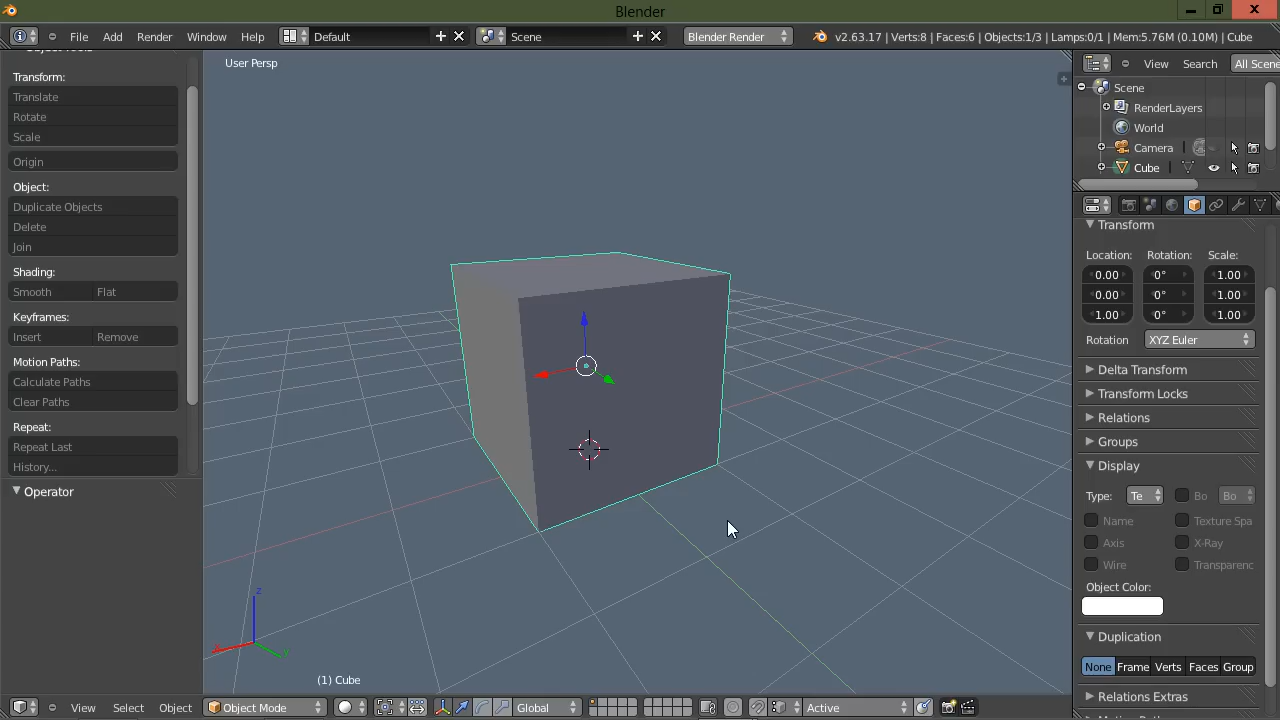 Blender
File Add Render Window Help Default Scene Blender Render v2.63.17 | Verts:8 | Faces:6 | Objects:1/3 | Lamps:0/1 | Mem:5.76M (0.10M) | Cube
Transform:
Translate
Rotate
Scale
Origin
Object:
Duplicate Objects
Delete
Join
Shading:
Smooth Flat
Keyframes:
Insert Remove
Motion Paths:
Calculate Paths
Clear Paths
Repeat:
Repeat Last
History...
Operator
User Persp
x
y
z
(1) Cube
View Select Object Object Mode Global Active
View Search All Scene
Scene
RenderLayers
World
Camera
Cube
Transform
Location: Rotation: Scale:
0.00 0° 1.00
0.00 0° 1.00
1.00 0° 1.00
Rotation XYZ Euler
Delta Transform
Transform Locks
Relations
Groups
Display
Type: Te Bo Bo
Name Texture Spa
Axis X-Ray
Wire Transparenc
Object Color:
Duplication
None Frame Verts Faces Group
Relations Extras